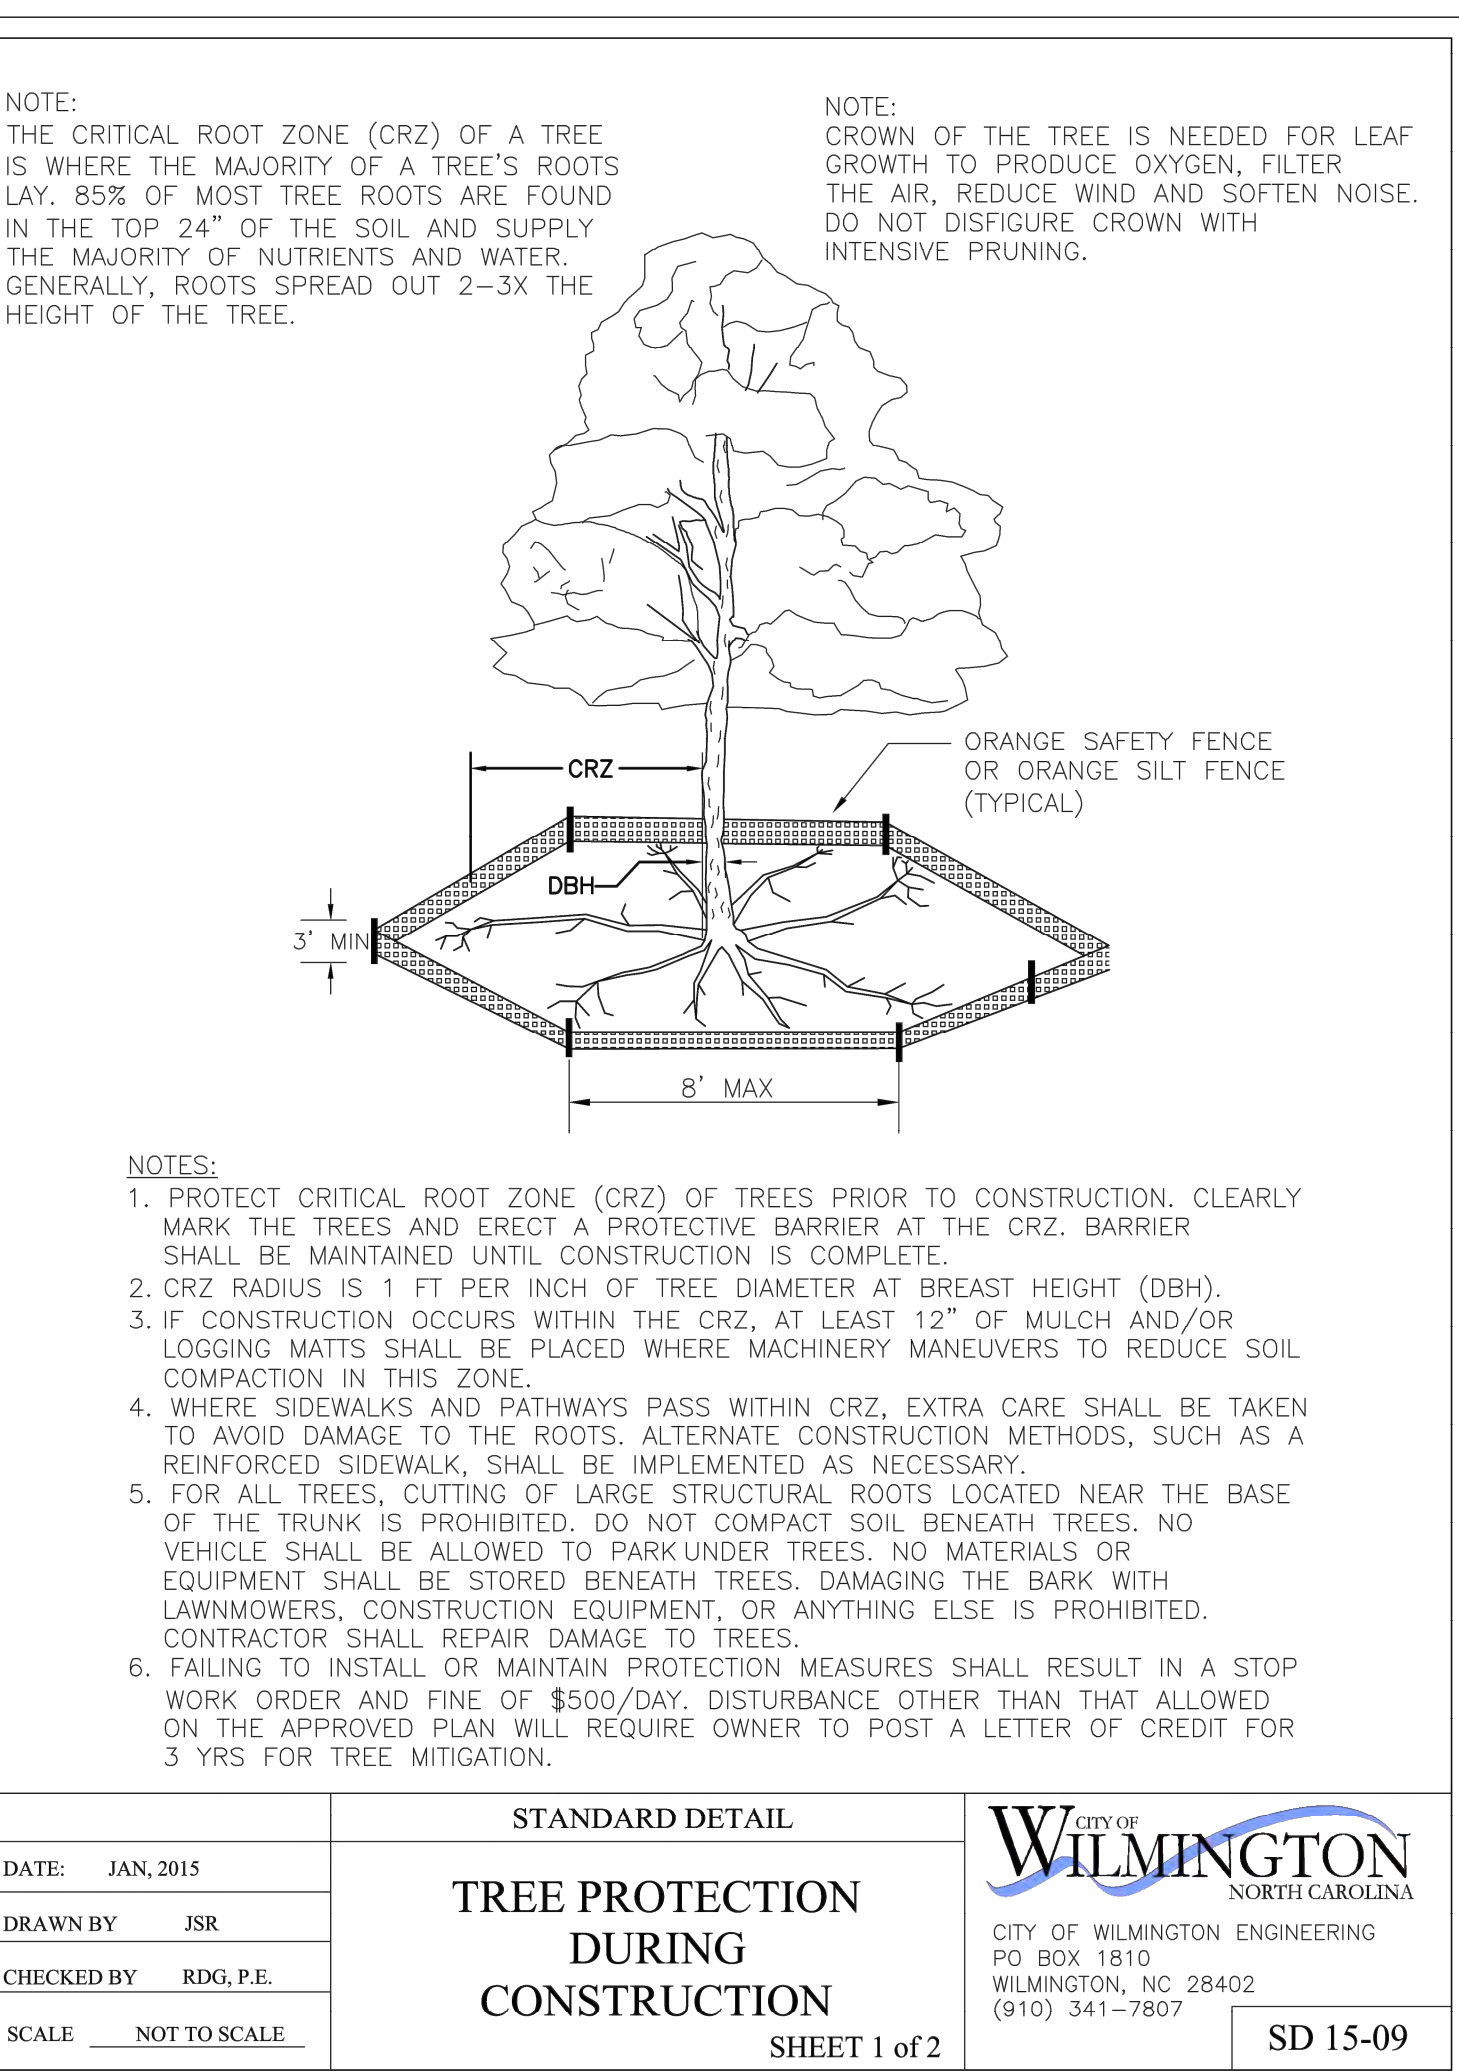 NOTE:
THE CRITICAL ROOT ZONE (CRZ) OF A TREE
IS WHERE THE MAJORITY OF A TREE'S ROOTS
LAY. 85% OF MOST TREE ROOTS ARE FOUND
IN THE TOP 24" OF THE SOIL AND SUPPLY
THE MAJORITY OF NUTRIENTS AND WATER.
GENERALLY, ROOTS SPREAD OUT 2-3X THE
HEIGHT OF THE TREE.
NOTE:
CROWN OF THE TREE IS NEEDED FOR LEAF
GROWTH TO PRODUCE OXYGEN, FILTER
THE AIR, REDUCE WIND AND SOFTEN NOISE.
DO NOT DISFIGURE CROWN WITH
INTENSIVE PRUNING.
ORANGE SAFETY FENCE
OR ORANGE SILT FENCE
(TYPICAL)
CRZ
DBH
3' MIN
8' MAX
NOTES:
1. PROTECT CRITICAL ROOT ZONE (CRZ) OF TREES PRIOR TO CONSTRUCTION. CLEARLY
MARK THE TREES AND ERECT A PROTECTIVE BARRIER AT THE CRZ. BARRIER
SHALL BE MAINTAINED UNTIL CONSTRUCTION IS COMPLETE.
2. CRZ RADIUS IS 1 FT PER INCH OF TREE DIAMETER AT BREAST HEIGHT (DBH).
3. IF CONSTRUCTION OCCURS WITHIN THE CRZ, AT LEAST 12" OF MULCH AND/OR
LOGGING MATTS SHALL BE PLACED WHERE MACHINERY MANEUVERS TO REDUCE SOIL
COMPACTION IN THIS ZONE.
4. WHERE SIDEWALKS AND PATHWAYS PASS WITHIN CRZ, EXTRA CARE SHALL BE TAKEN
TO AVOID DAMAGE TO THE ROOTS. ALTERNATE CONSTRUCTION METHODS, SUCH AS A
REINFORCED SIDEWALK, SHALL BE IMPLEMENTED AS NECESSARY.
5. FOR ALL TREES, CUTTING OF LARGE STRUCTURAL ROOTS LOCATED NEAR THE BASE
OF THE TRUNK IS PROHIBITED. DO NOT COMPACT SOIL BENEATH TREES. NO
VEHICLE SHALL BE ALLOWED TO PARK UNDER TREES. NO MATERIALS OR
EQUIPMENT SHALL BE STORED BENEATH TREES. DAMAGING THE BARK WITH
LAWNMOWERS, CONSTRUCTION EQUIPMENT, OR ANYTHING ELSE IS PROHIBITED.
CONTRACTOR SHALL REPAIR DAMAGE TO TREES.
6. FAILING TO INSTALL OR MAINTAIN PROTECTION MEASURES SHALL RESULT IN A STOP
WORK ORDER AND FINE OF $500/DAY. DISTURBANCE OTHER THAN THAT ALLOWED
ON THE APPROVED PLAN WILL REQUIRE OWNER TO POST A LETTER OF CREDIT FOR
3 YRS FOR TREE MITIGATION.
DATE: JAN, 2015
DRAWN BY JSR
CHECKED BY RDG, P.E.
SCALE NOT TO SCALE
STANDARD DETAIL
TREE PROTECTION
DURING
CONSTRUCTION
SHEET 1 of 2
CITY OF
WILMINGTON
NORTH CAROLINA
CITY OF WILMINGTON ENGINEERING
PO BOX 1810
WILMINGTON, NC 28402
(910) 341-7807
SD 15-09